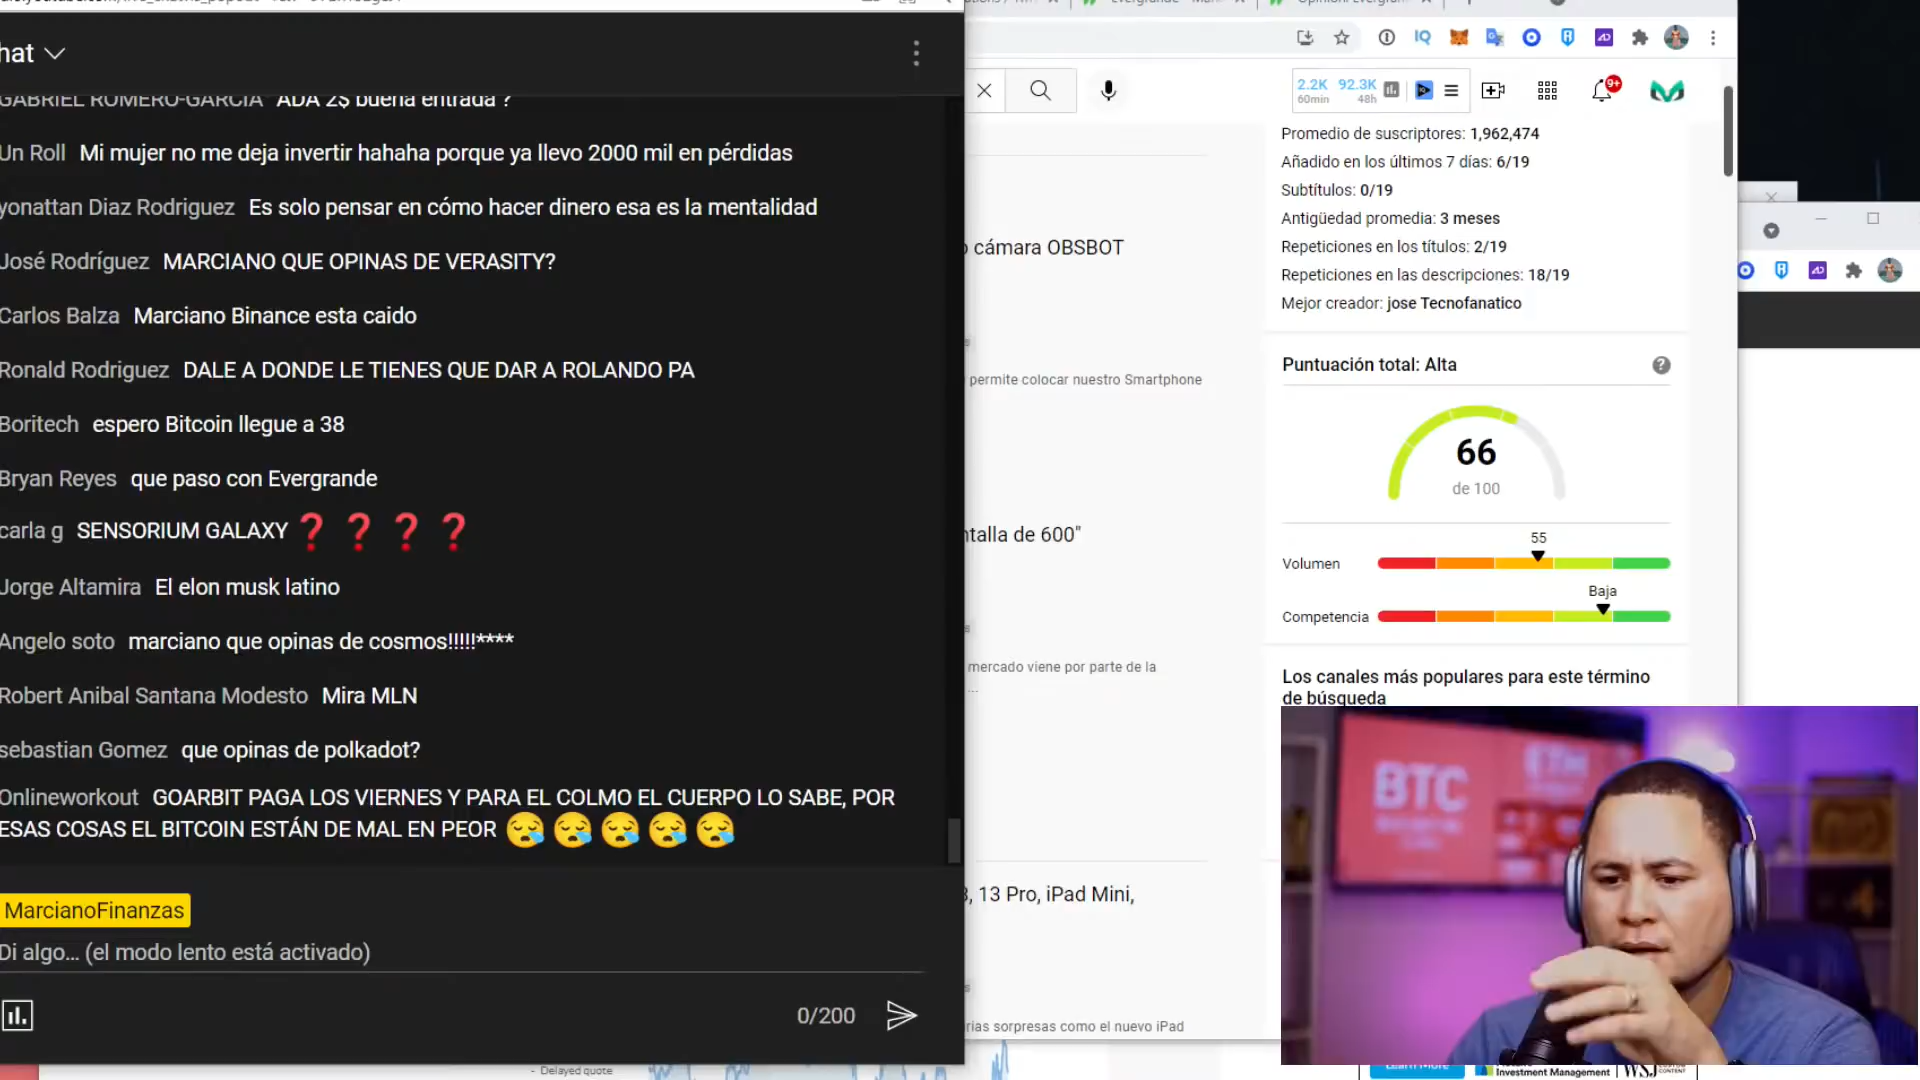 hat
GABRIEL ROMERO-GARCIA ADA 2$ buena entrada ?
Un Roll Mi mujer no me deja invertir hahaha porque ya llevo 2000 mil en pérdidas
yonattan Diaz Rodriguez Es solo pensar en cómo hacer dinero esa es la mentalidad
José Rodríguez MARCIANO QUE OPINAS DE VERASITY?
Carlos Balza Marciano Binance esta caido
Ronald Rodriguez DALE A DONDE LE TIENES QUE DAR A ROLANDO PA
Boritech espero Bitcoin llegue a 38
Bryan Reyes que paso con Evergrande
carla g SENSORIUM GALAXY ❓ ❓ ❓ ❓
Jorge Altamira El elon musk latino
Angelo soto marciano que opinas de cosmos!!!!!****
Robert Anibal Santana Modesto Mira MLN
sebastian Gomez que opinas de polkadot?
Onlineworkout GOARBIT PAGA LOS VIERNES Y PARA EL COLMO EL CUERPO LO SABE, POR
ESAS COSAS EL BITCOIN ESTÁN DE MAL EN PEOR 😪 😪 😪 😪 😪
MarcianoFinanzas
Di algo... (el modo lento está activado)
0/200
- Delayed quote
cámara OBSBOT
permite colocar nuestro Smartphone
ntalla de 600"
mercado viene por parte de la
...
13 Pro, iPad Mini,
rias sorpresas como el nuevo iPad
IQ
2.2K 92.3K
60min 48h
9+
Promedio de suscriptores: 1,962,474
Añadido en los últimos 7 días: 6/19
Subtítulos: 0/19
Antigüedad promedia: 3 meses
Repeticiones en los títulos: 2/19
Repeticiones en las descripciones: 18/19
Mejor creador: jose Tecnofanatico
Puntuación total: Alta
66
de 100
55
Volumen
Baja
Competencia
Los canales más populares para este término
de búsqueda
BTC
ETH
Learn More
Investment Management
WSJ